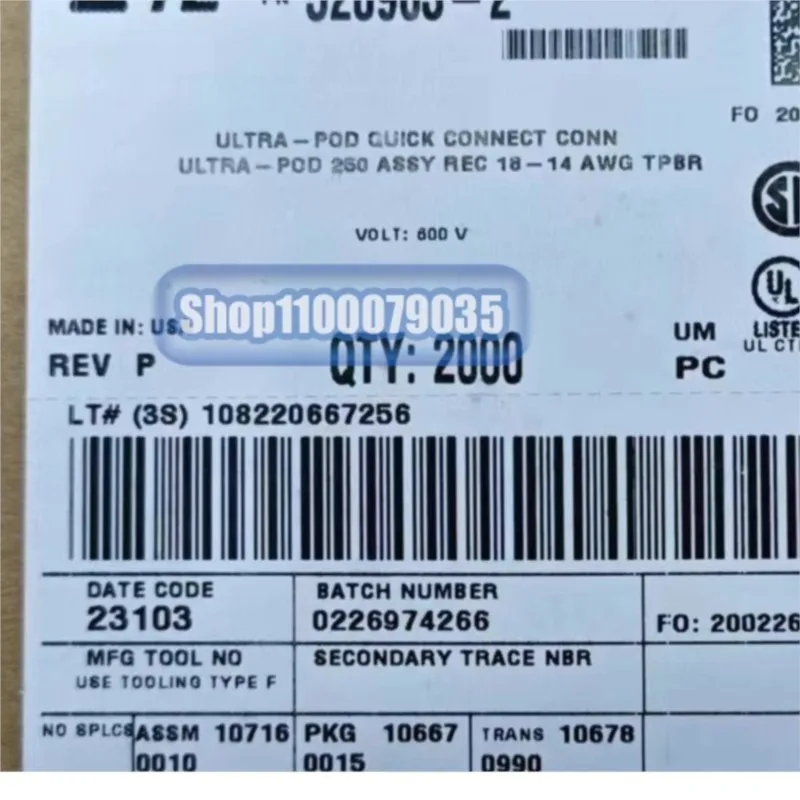 ULTRA-POD QUICK CONNECT CONN
ULTRA-POD 250 ASSY REC 18-14 AWG TPBR
FO 20
VOLT: 600 V
Shop1100079035
MADE IN:
REV P
QTY: 2000
UM
PC
UL
LISTE
UL CT
LT# (3S) 108220667256
DATE CODE
23103
BATCH NUMBER
0226974266
FO: 200226
MFG TOOL NO
USE TOOLING TYPE F
SECONDARY TRACE NBR
NO SPLCS
ASSM 10716
0010
PKG 10667
0015
TRANS 10678
0990